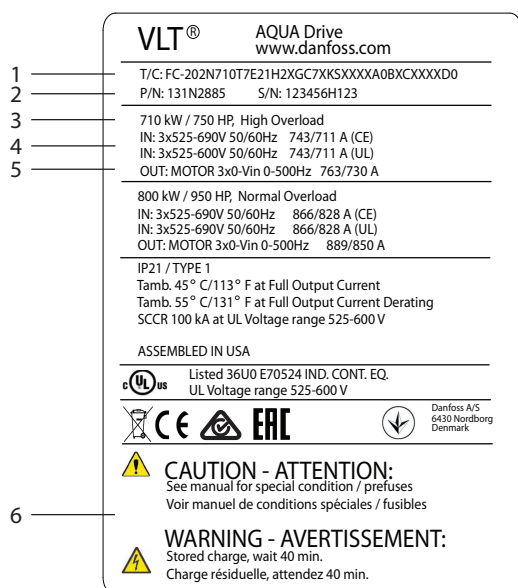 VLT® AQUA Drive
www.danfoss.com
1 T/C: FC-202N710T7E21H2XGC7XKSXXXXA0BXCXXXXD0
2 P/N: 131N2885 S/N: 123456H123
3 710 kW / 750 HP, High Overload
4 IN: 3x525-690V 50/60Hz 743/711 A (CE)
IN: 3x525-600V 50/60Hz 743/711 A (UL)
5 OUT: MOTOR 3x0-Vin 0-500Hz 763/730 A
800 kW / 950 HP, Normal Overload
IN: 3x525-690V 50/60Hz 866/828 A (CE)
IN: 3x525-690V 50/60Hz 866/828 A (UL)
OUT: MOTOR 3x0-Vin 0-500Hz 889/850 A
IP21 / TYPE 1
Tamb. 45° C/113° F at Full Output Current
Tamb. 55° C/131° F at Full Output Current Derating
SCCR 100 kA at UL Voltage range 525-600 V
ASSEMBLED IN USA
c UL us Listed 36U0 E70524 IND. CONT. EQ.
UL Voltage range 525-600 V
CE EAC
Danfoss A/S
6430 Nordborg
Denmark
CAUTION - ATTENTION:
See manual for special condition / prefuses
Voir manuel de conditions spéciales / fusibles
6
WARNING - AVERTISSEMENT:
Stored charge, wait 40 min.
Charge résiduelle, attendez 40 min.